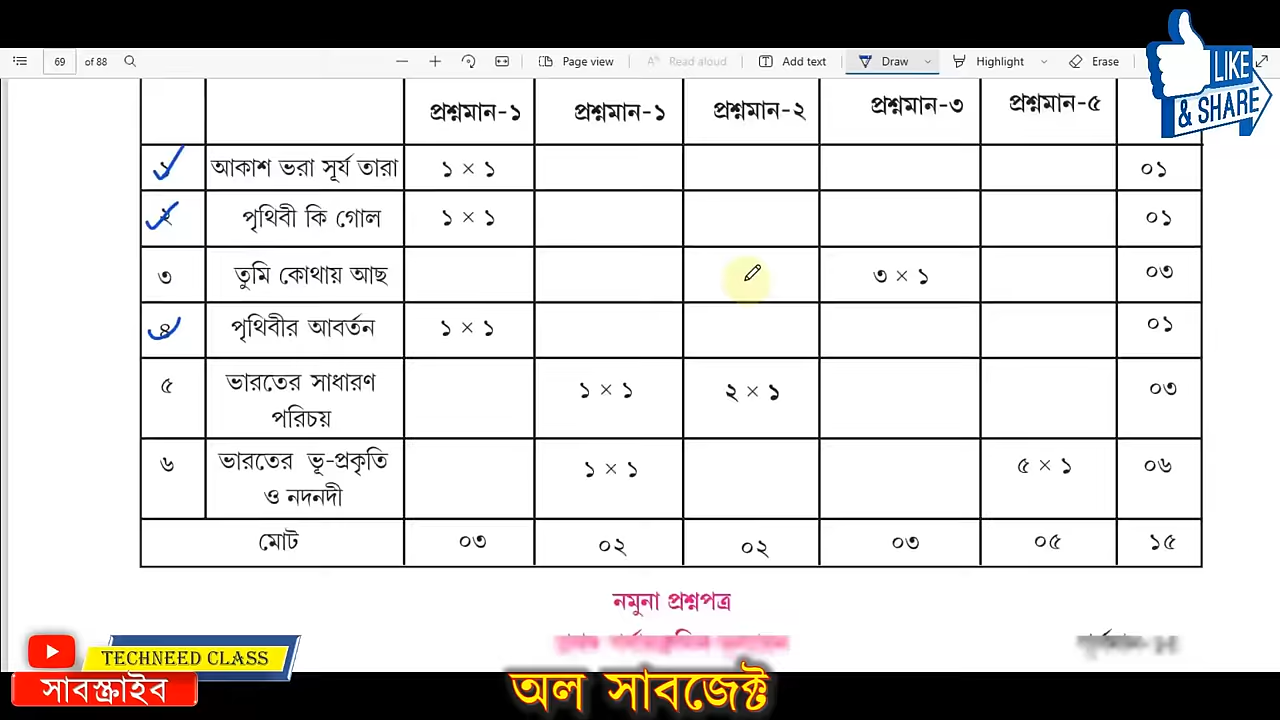 69 of 88 Page view Read aloud Add text Draw Highlight Erase
LIKE
& SHARE
প্রশ্নমান-১ প্রশ্নমান-১ প্রশ্নমান-২ প্রশ্নমান-৩ প্রশ্নমান-৫
১ আকাশ ভরা সূর্য তারা ১ × ১ ০১
২ পৃথিবী কি গোল ১ × ১ ০১
৩ তুমি কোথায় আছ ৩ × ১ ০৩
৪ পৃথিবীর আবর্তন ১ × ১ ০১
৫ ভারতের সাধারণ ১ × ১ ২ × ১ ০৩
পরিচয়
৬ ভারতের ভূ-প্রকৃতি ১ × ১ ৫ × ১ ০৬
ও নদনদী
মোট ০৩ ০২ ০২ ০৩ ০৫ ১৫
নমুনা প্রশ্নপত্র
TECHNEED CLASS
সাবস্ক্রাইব
অল সাবজেক্ট